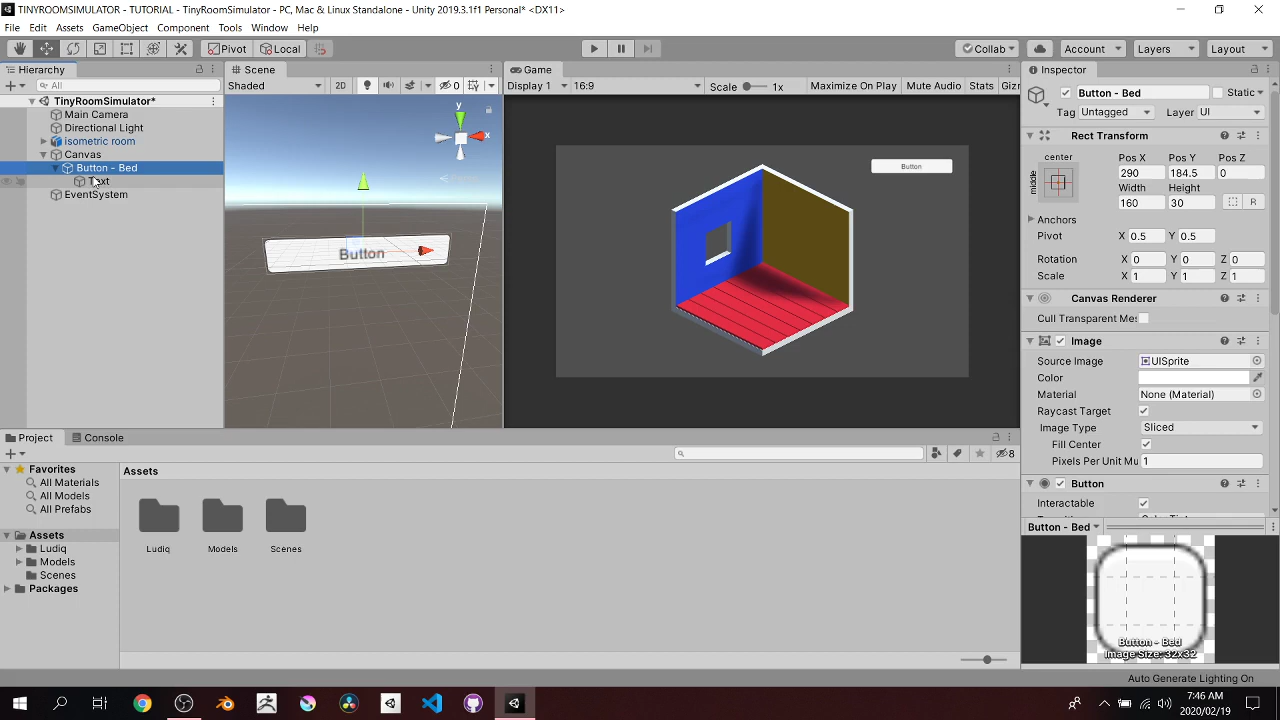 TINYROOMSIMULATOR - TUTORIAL - TinyRoomSimulator - PC, Mac & Linux Standalone - Unity 2019.3.1f1 Personal* <DX11>
File Edit Assets GameObject Component Tools Window Help
Pivot Local Collab Account Layers Layout
Hierarchy
All
TinyRoomSimulator*
Main Camera
Directional Light
isometric room
Canvas
Button - Bed
Text
EventSystem
Scene
Shaded 2D 0
y
x
Button
Game
Display 1 16:9 Scale 1x Maximize On Play Mute Audio Stats Giz
Button
Inspector
Button - Bed Static
Tag Untagged Layer UI
Rect Transform
center Pos X Pos Y Pos Z
middle 290 184.5 0
Width Height
160 30 R
Anchors
Pivot X 0.5 Y 0.5
Rotation X 0 Y 0 Z 0
Scale X 1 Y 1 Z 1
Canvas Renderer
Cull Transparent Mes
Image
Source Image UISprite
Color
Material None (Material)
Raycast Target
Image Type Sliced
Fill Center
Pixels Per Unit Mu 1
Button
Interactable
Button - Bed
Button - Bed
Image Size: 32x32
Project Console
8
Favorites
All Materials
All Models
All Prefabs
Assets
Ludiq
Models
Scenes
Packages
Assets
Ludiq Models Scenes
Auto Generate Lighting On
7:46 AM
2020/02/19